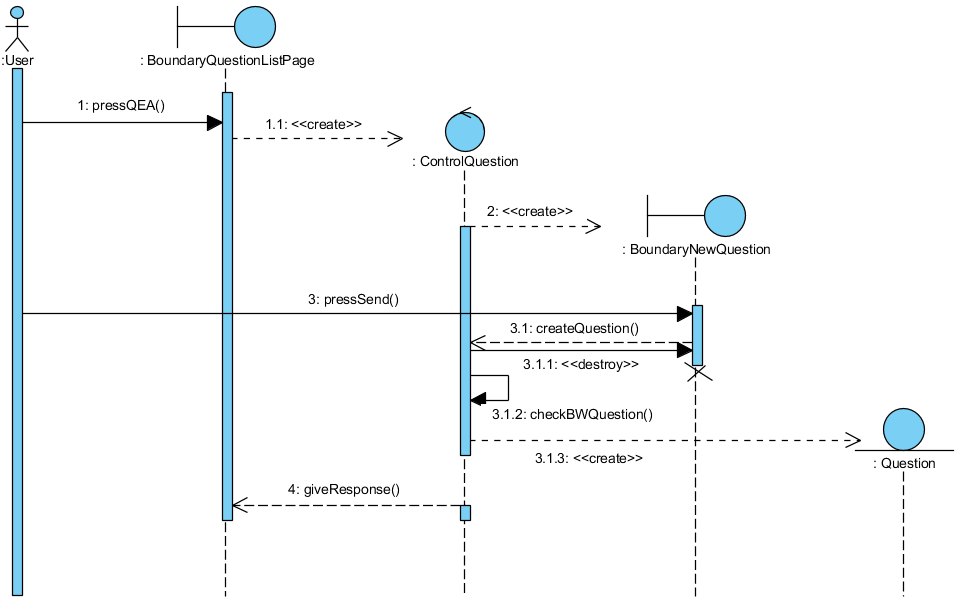 :User
: BoundaryQuestionListPage
1: pressQEA()
1.1: <<create>>
: ControlQuestion
2: <<create>>
: BoundaryNewQuestion
3: pressSend()
3.1: createQuestion()
3.1.1: <<destroy>>
3.1.2: checkBWQuestion()
3.1.3: <<create>>
: Question
4: giveResponse()